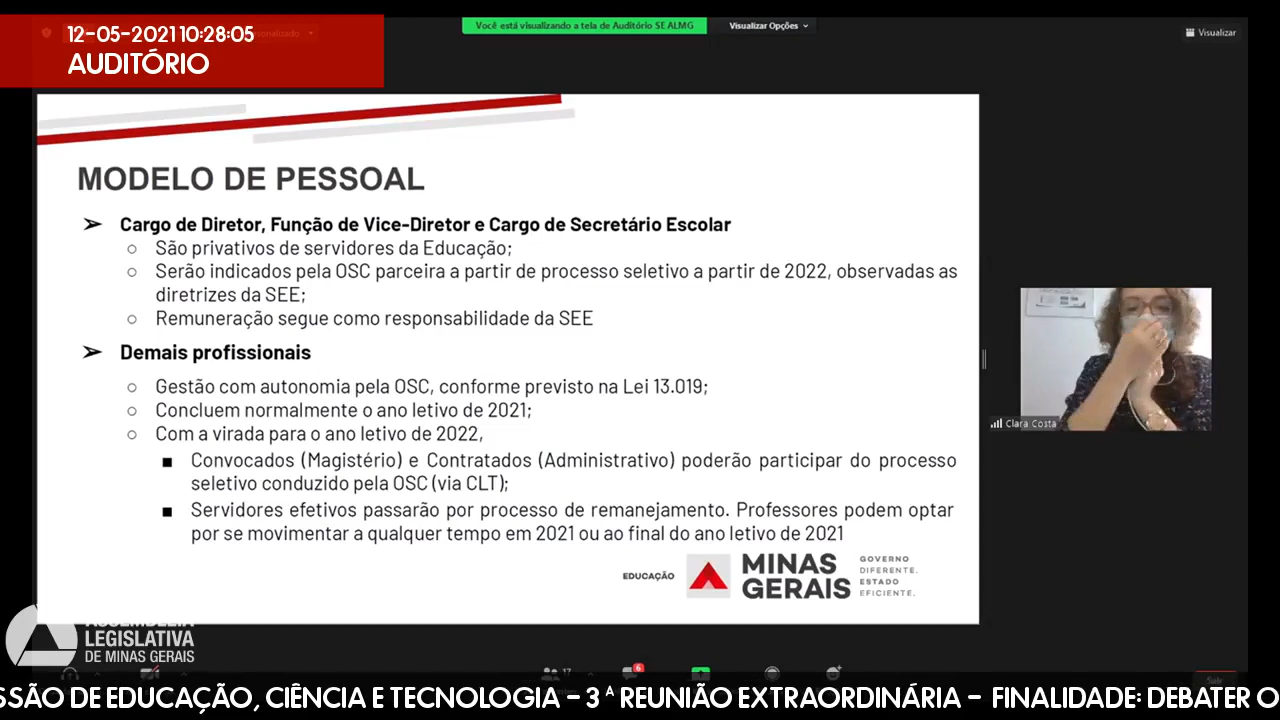 12-05-2021 10:28:05
AUDITÓRIO
Você está visualizando a tela de Auditório SE ALMG
Visualizar Opções
Visualizar
MODELO DE PESSOAL
➢ Cargo de Diretor, Função de Vice-Diretor e Cargo de Secretário Escolar
○ São privativos de servidores da Educação;
○ Serão indicados pela OSC parceira a partir de processo seletivo a partir de 2022, observadas as
diretrizes da SEE;
○ Remuneração segue como responsabilidade da SEE
➢ Demais profissionais
○ Gestão com autonomia pela OSC, conforme previsto na Lei 13.019;
○ Concluem normalmente o ano letivo de 2021;
○ Com a virada para o ano letivo de 2022,
■ Convocados (Magistério) e Contratados (Administrativo) poderão participar do processo
seletivo conduzido pela OSC (via CLT);
■ Servidores efetivos passarão por processo de remanejamento. Professores podem optar
por se movimentar a qualquer tempo em 2021 ou ao final do ano letivo de 2021
EDUCAÇÃO
MINAS
GERAIS
GOVERNO
DIFERENTE.
ESTADO
EFICIENTE.
Clara Costa
ASSEMBLEIA
LEGISLATIVA
DE MINAS GERAIS
17
6
Sair
SSÃO DE EDUCAÇÃO, CIÊNCIA E TECNOLOGIA - 3ª REUNIÃO EXTRAORDINÁRIA - FINALIDADE: DEBATER O